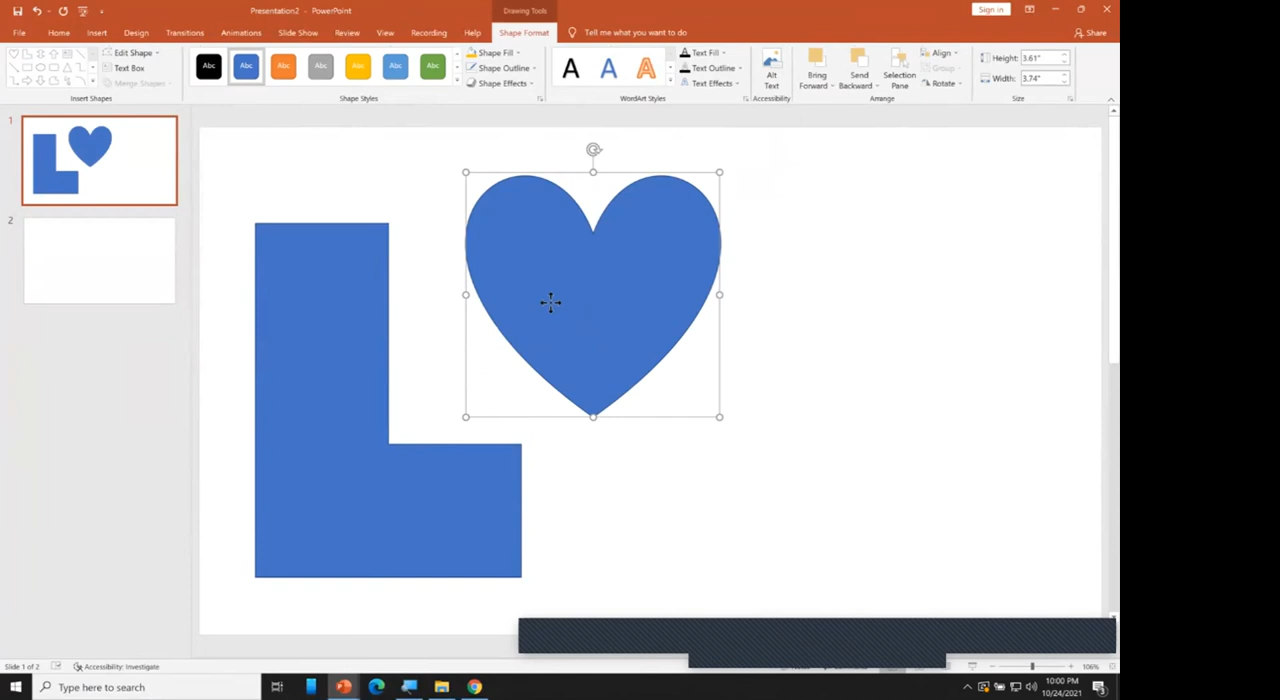 Presentation2 - PowerPoint
Drawing Tools
Sign in
File Home Insert Design Transitions Animations Slide Show Review View Recording Help Shape Format Tell me what you want to do Share
Edit Shape
Text Box
Merge Shapes
Insert Shapes
Abc Abc Abc Abc Abc Abc Abc
Shape Styles
Shape Fill
Shape Outline
Shape Effects
A A A
WordArt Styles
Text Fill
Text Outline
Text Effects
Alt
Text
Accessibility
Bring
Forward
Send
Backward
Selection
Pane
Align
Group
Rotate
Arrange
Height: 3.61"
Width: 3.74"
Size
1
2
Slide 1 of 2
Accessibility: Investigate
106%
Type here to search
10:00 PM
10/24/2021
3